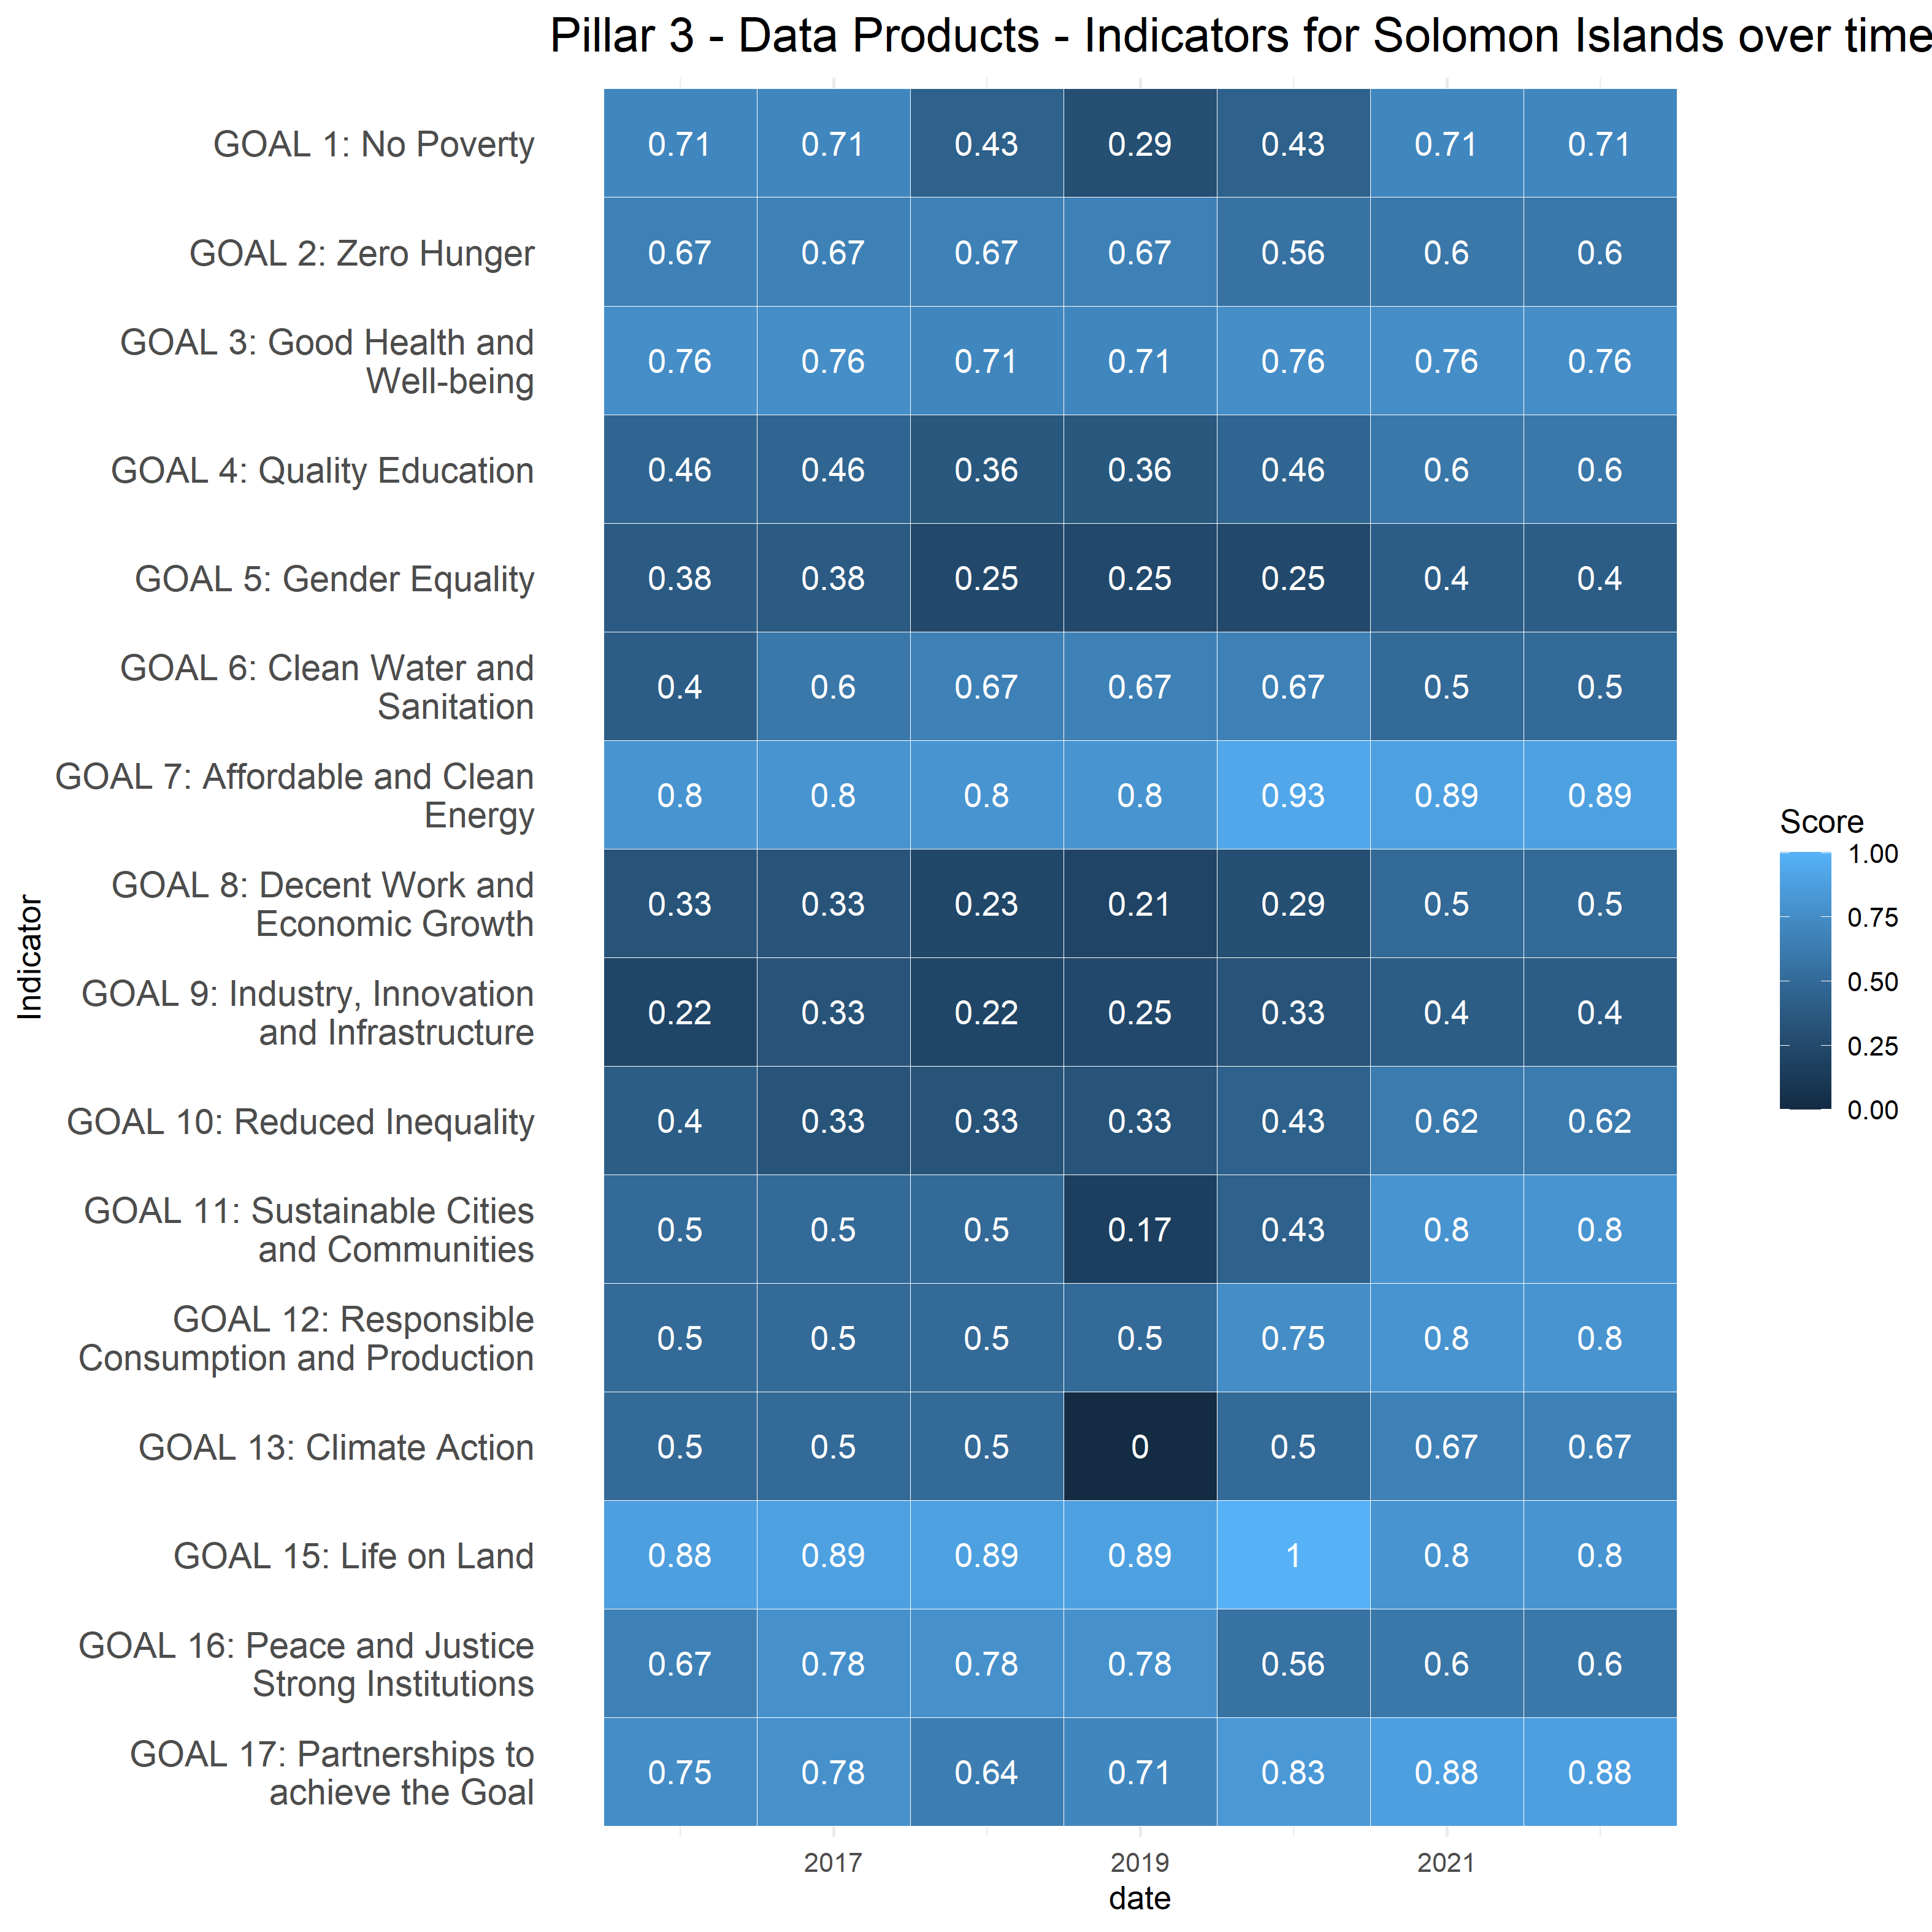 Pillar 3 - Data Products - Indicators for Solomon Islands over time
GOAL 1: No Poverty
0.71 0.71 0.43 0.29 0.43 0.71 0.71
GOAL 2: Zero Hunger
0.67 0.67 0.67 0.67 0.56 0.6 0.6
GOAL 3: Good Health and
Well-being
0.76 0.76 0.71 0.71 0.76 0.76 0.76
GOAL 4: Quality Education
0.46 0.46 0.36 0.36 0.46 0.6 0.6
GOAL 5: Gender Equality
0.38 0.38 0.25 0.25 0.25 0.4 0.4
GOAL 6: Clean Water and
Sanitation
0.4 0.6 0.67 0.67 0.67 0.5 0.5
GOAL 7: Affordable and Clean
Energy
0.8 0.8 0.8 0.8 0.93 0.89 0.89
GOAL 8: Decent Work and
Economic Growth
0.33 0.33 0.23 0.21 0.29 0.5 0.5
GOAL 9: Industry, Innovation
and Infrastructure
0.22 0.33 0.22 0.25 0.33 0.4 0.4
GOAL 10: Reduced Inequality
0.4 0.33 0.33 0.33 0.43 0.62 0.62
GOAL 11: Sustainable Cities
and Communities
0.5 0.5 0.5 0.17 0.43 0.8 0.8
GOAL 12: Responsible
Consumption and Production
0.5 0.5 0.5 0.5 0.75 0.8 0.8
GOAL 13: Climate Action
0.5 0.5 0.5 0 0.5 0.67 0.67
GOAL 15: Life on Land
0.88 0.89 0.89 0.89 1 0.8 0.8
GOAL 16: Peace and Justice
Strong Institutions
0.67 0.78 0.78 0.78 0.56 0.6 0.6
GOAL 17: Partnerships to
achieve the Goal
0.75 0.78 0.64 0.71 0.83 0.88 0.88
2017 2019 2021
date
Indicator
Score
1.00
0.75
0.50
0.25
0.00